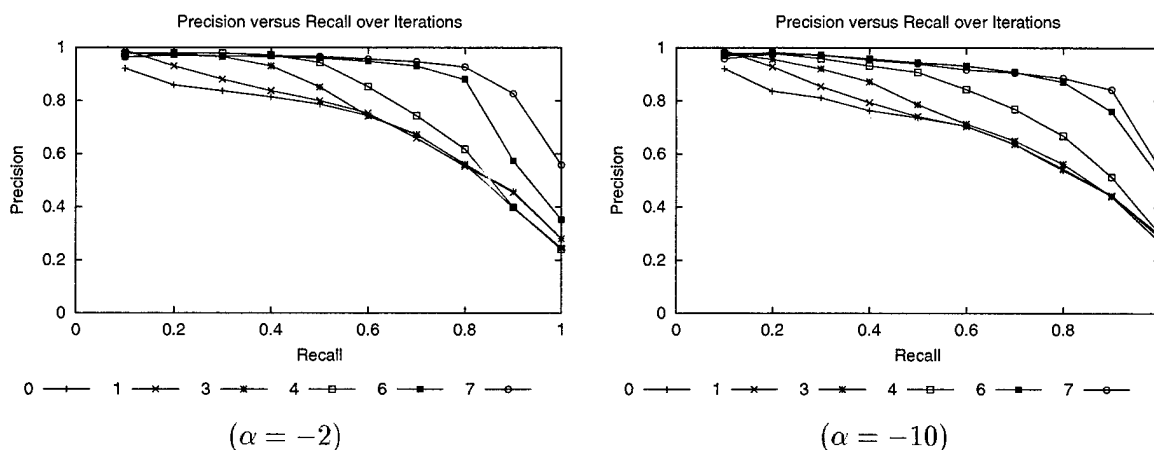 Precision versus Recall over Iterations
Precision
1
0.8
0.6
0.4
0.2
0
0 0.2 0.4 0.6 0.8 1
Recall
0 1 3 4 6 7
(α = −2)
Precision versus Recall over Iterations
Precision
1
0.8
0.6
0.4
0.2
0
0 0.2 0.4 0.6 0.8
Recall
0 1 3 4 6 7
(α = −10)